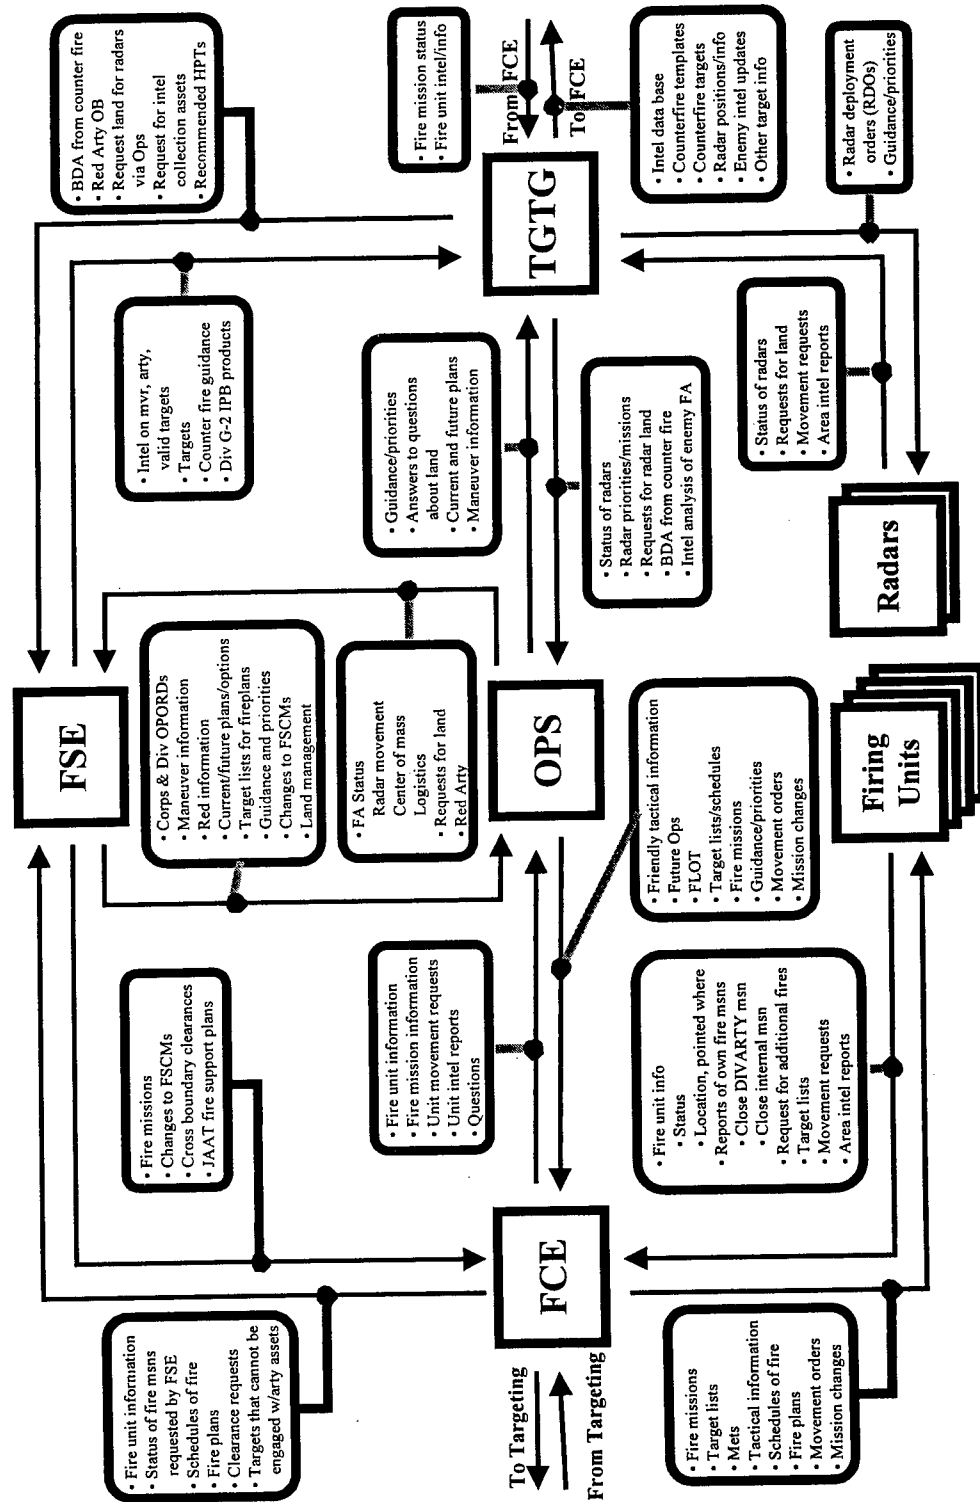 • Fire unit information
• Status of fire msns
requested by FSE
• Schedules of fire
• Fire plans
• Clearance requests
• Targets that cannot be
engaged w/arty assets
• Fire missions
• Changes to FSCMs
• Cross boundary clearances
• JAAT fire support plans
FSE
• Corps & Div OPORDs
• Maneuver information
• Red information
• Current/future plans/options
• Target lists for fireplans
• Guidance and priorities
• Changes to FSCMs
• Land management
• Intel on mvr, arty,
valid targets
• Targets
• Counter fire guidance
• Div G-2 IPB products
• BDA from counter fire
• Red Arty OB
• Request land for radars
via Ops
• Request for intel
collection assets
• Recommended HPTs
• FA Status
Radar movement
Center of mass
Logistics
• Requests for land
• Red Arty
• Guidance/priorities
• Answers to questions
about land
• Current and future plans
• Maneuver information
• Fire unit information
• Fire mission information
• Unit movement requests
• Unit intel reports
• Questions
• Fire mission status
• Fire unit intel/info
To Targeting
From Targeting
FCE
OPS
TGTG
From FCE
To FCE
• Status of radars
• Radar priorities/missions
• Requests for radar land
• BDA from counter fire
• Intel analysis of enemy FA
• Intel data base
• Counterfire templates
• Counterfire targets
• Radar positions/info
• Enemy intel updates
• Other target info
• Friendly tactical information
• Future Ops
• FLOT
• Target lists/schedules
• Fire missions
• Guidance/priorities
• Movement orders
• Mission changes
• Fire unit info
• Status
• Location, pointed where
• Reports of own fire msns
• Close DIVARTY msn
• Close internal msn
• Request for additional fires
• Target lists
• Movement requests
• Area intel reports
• Fire missions
• Target lists
• Mets
• Tactical information
• Schedules of fire
• Fire plans
• Movement orders
• Mission changes
Firing
Units
Radars
• Status of radars
• Requests for land
• Movement requests
• Area intel reports
• Radar deployment
orders (RDOs)
• Guidance/priorities